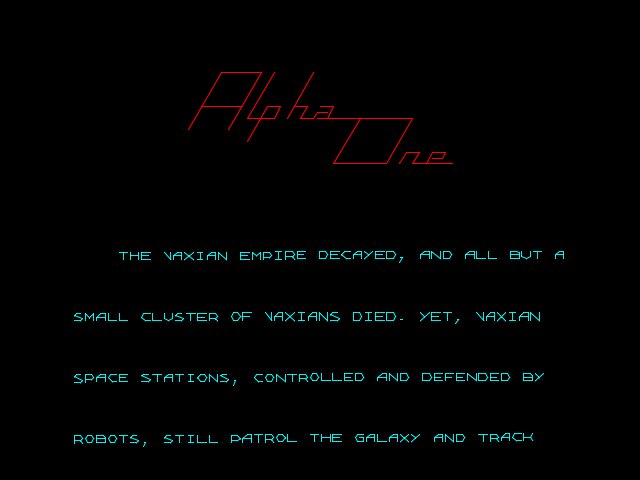 Alpha
One
THE VAXIAN EMPIRE DECAYED, AND ALL BUT A
SMALL CLUSTER OF VAXIANS DIED. YET, VAXIAN
SPACE STATIONS, CONTROLLED AND DEFENDED BY
ROBOTS, STILL PATROL THE GALAXY AND TRACK